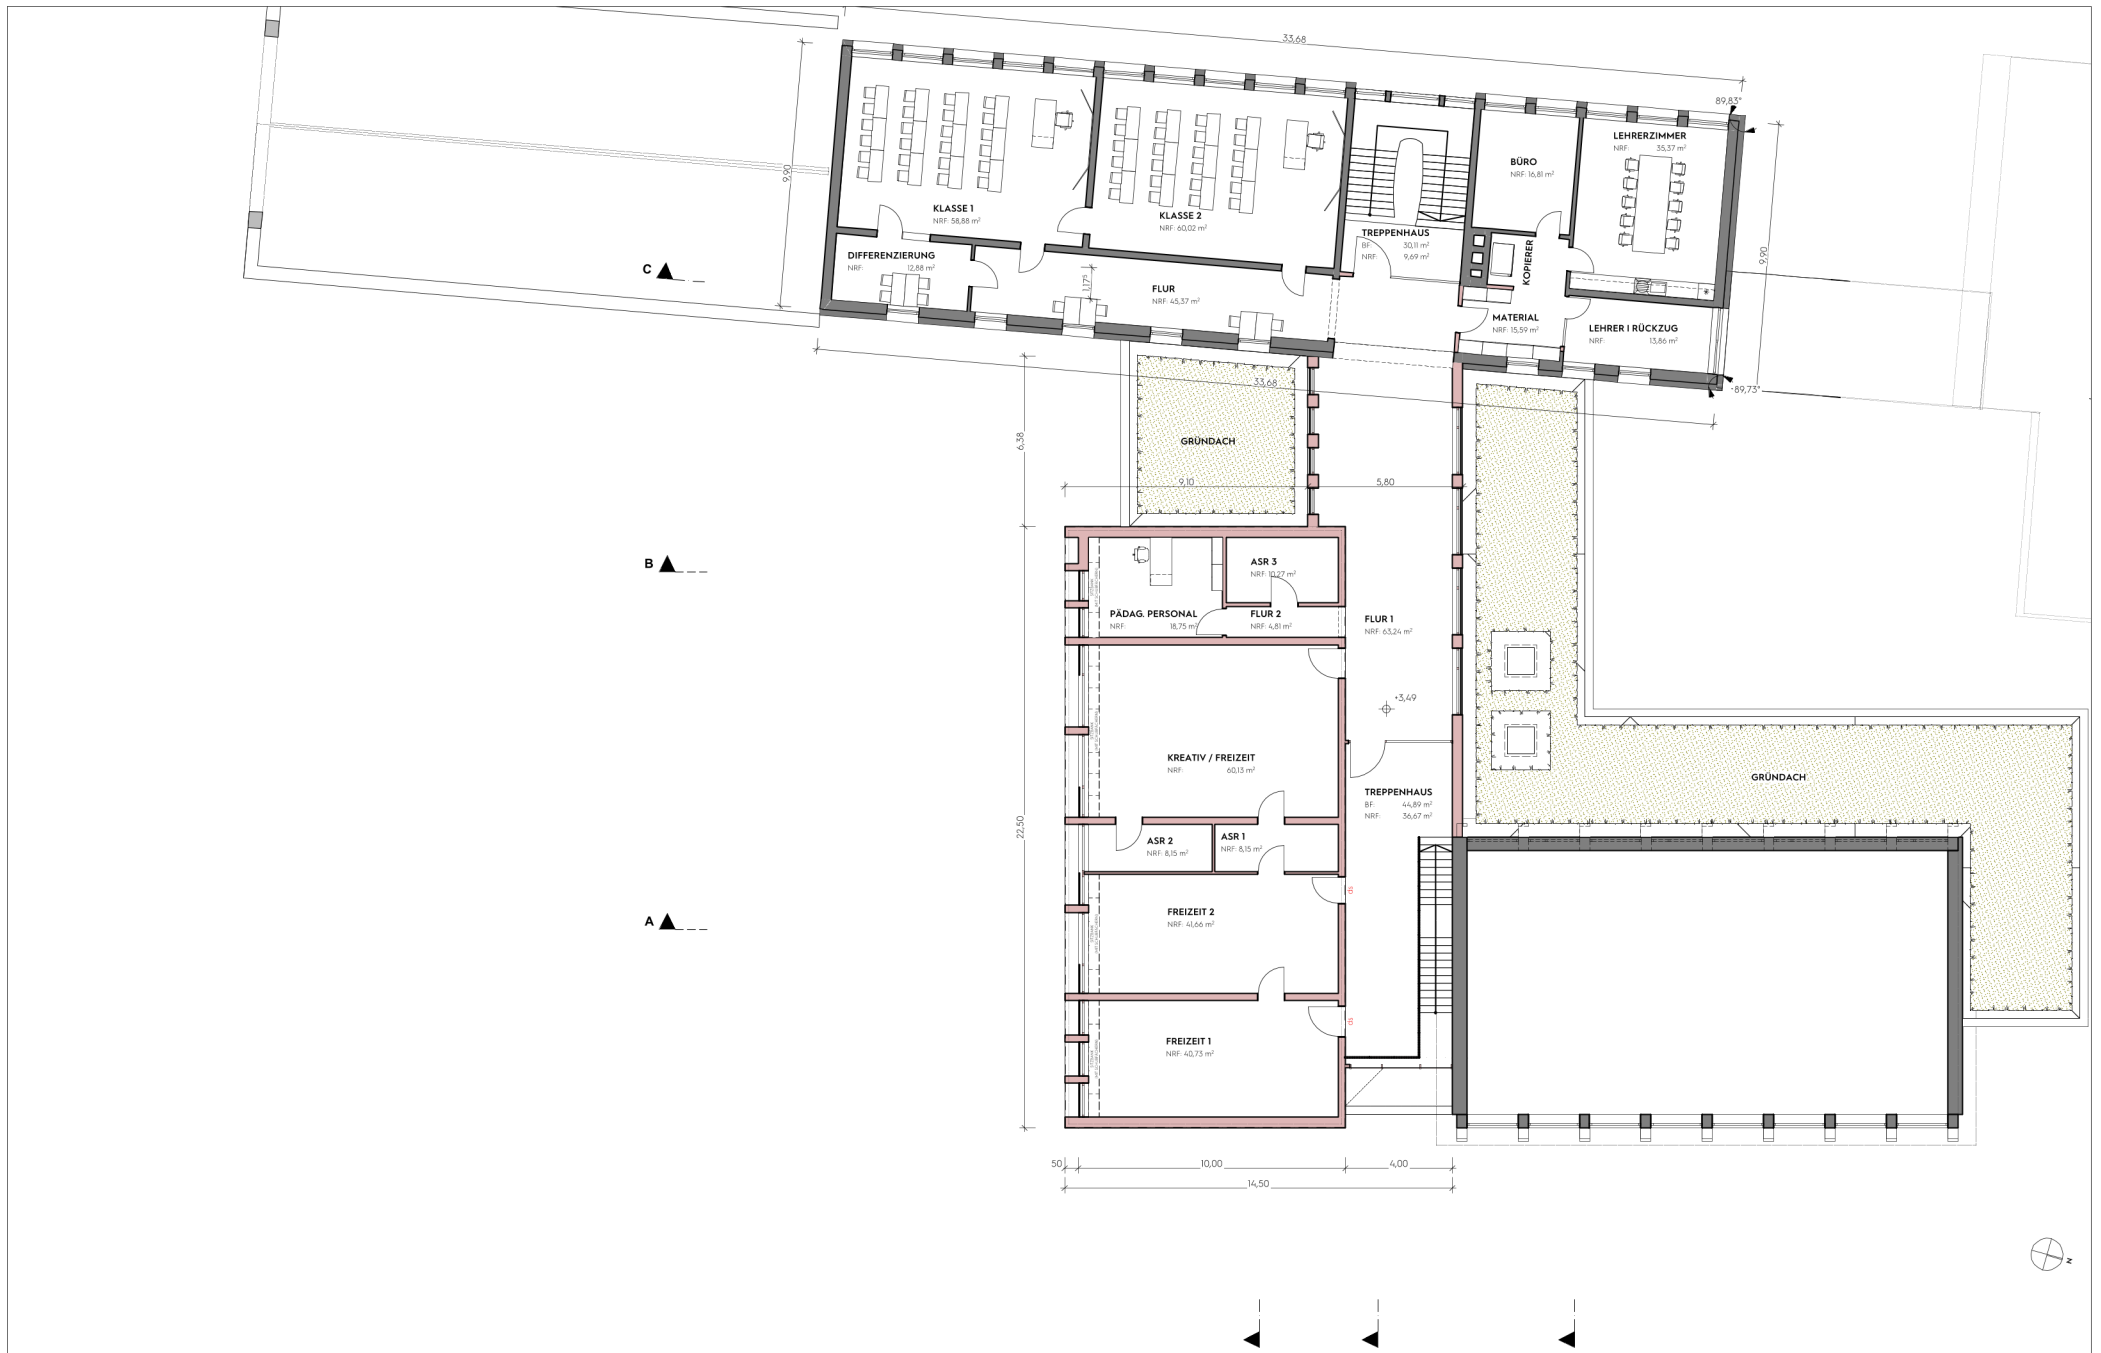 33,68
89,83°
9,90
LEHRERZIMMER
NRF: 35,37 m²
BÜRO
NRF: 16,81 m²
KLASSE 1
NRF: 58,88 m²
KLASSE 2
NRF: 60,02 m²
TREPPENHAUS
BF: 30,11 m²
NRF: 9,69 m²
KOPIERER
9,90
DIFFERENZIERUNG
NRF: 12,88 m²
C
1,17⁵
FLUR
NRF: 45,37 m²
MATERIAL
NRF: 15,59 m²
LEHRER I RÜCKZUG
NRF: 13,86 m²
33,68
89,73°
6,38
GRÜNDACH
9,10
5,80
B
ASR 3
NRF: 10,27 m²
PÄDAG. PERSONAL
NRF: 18,75 m²
FLUR 2
NRF: 4,81 m²
FLUR 1
NRF: 63,24 m²
+3,49
KREATIV / FREIZEIT
NRF: 60,13 m²
GRÜNDACH
TREPPENHAUS
BF: 44,89 m²
NRF: 36,67 m²
22,50
ASR 2
NRF: 8,15 m²
ASR 1
NRF: 8,15 m²
ds
A
FREIZEIT 2
NRF: 41,66 m²
ds
FREIZEIT 1
NRF: 40,73 m²
50
10,00
4,00
14,50
N